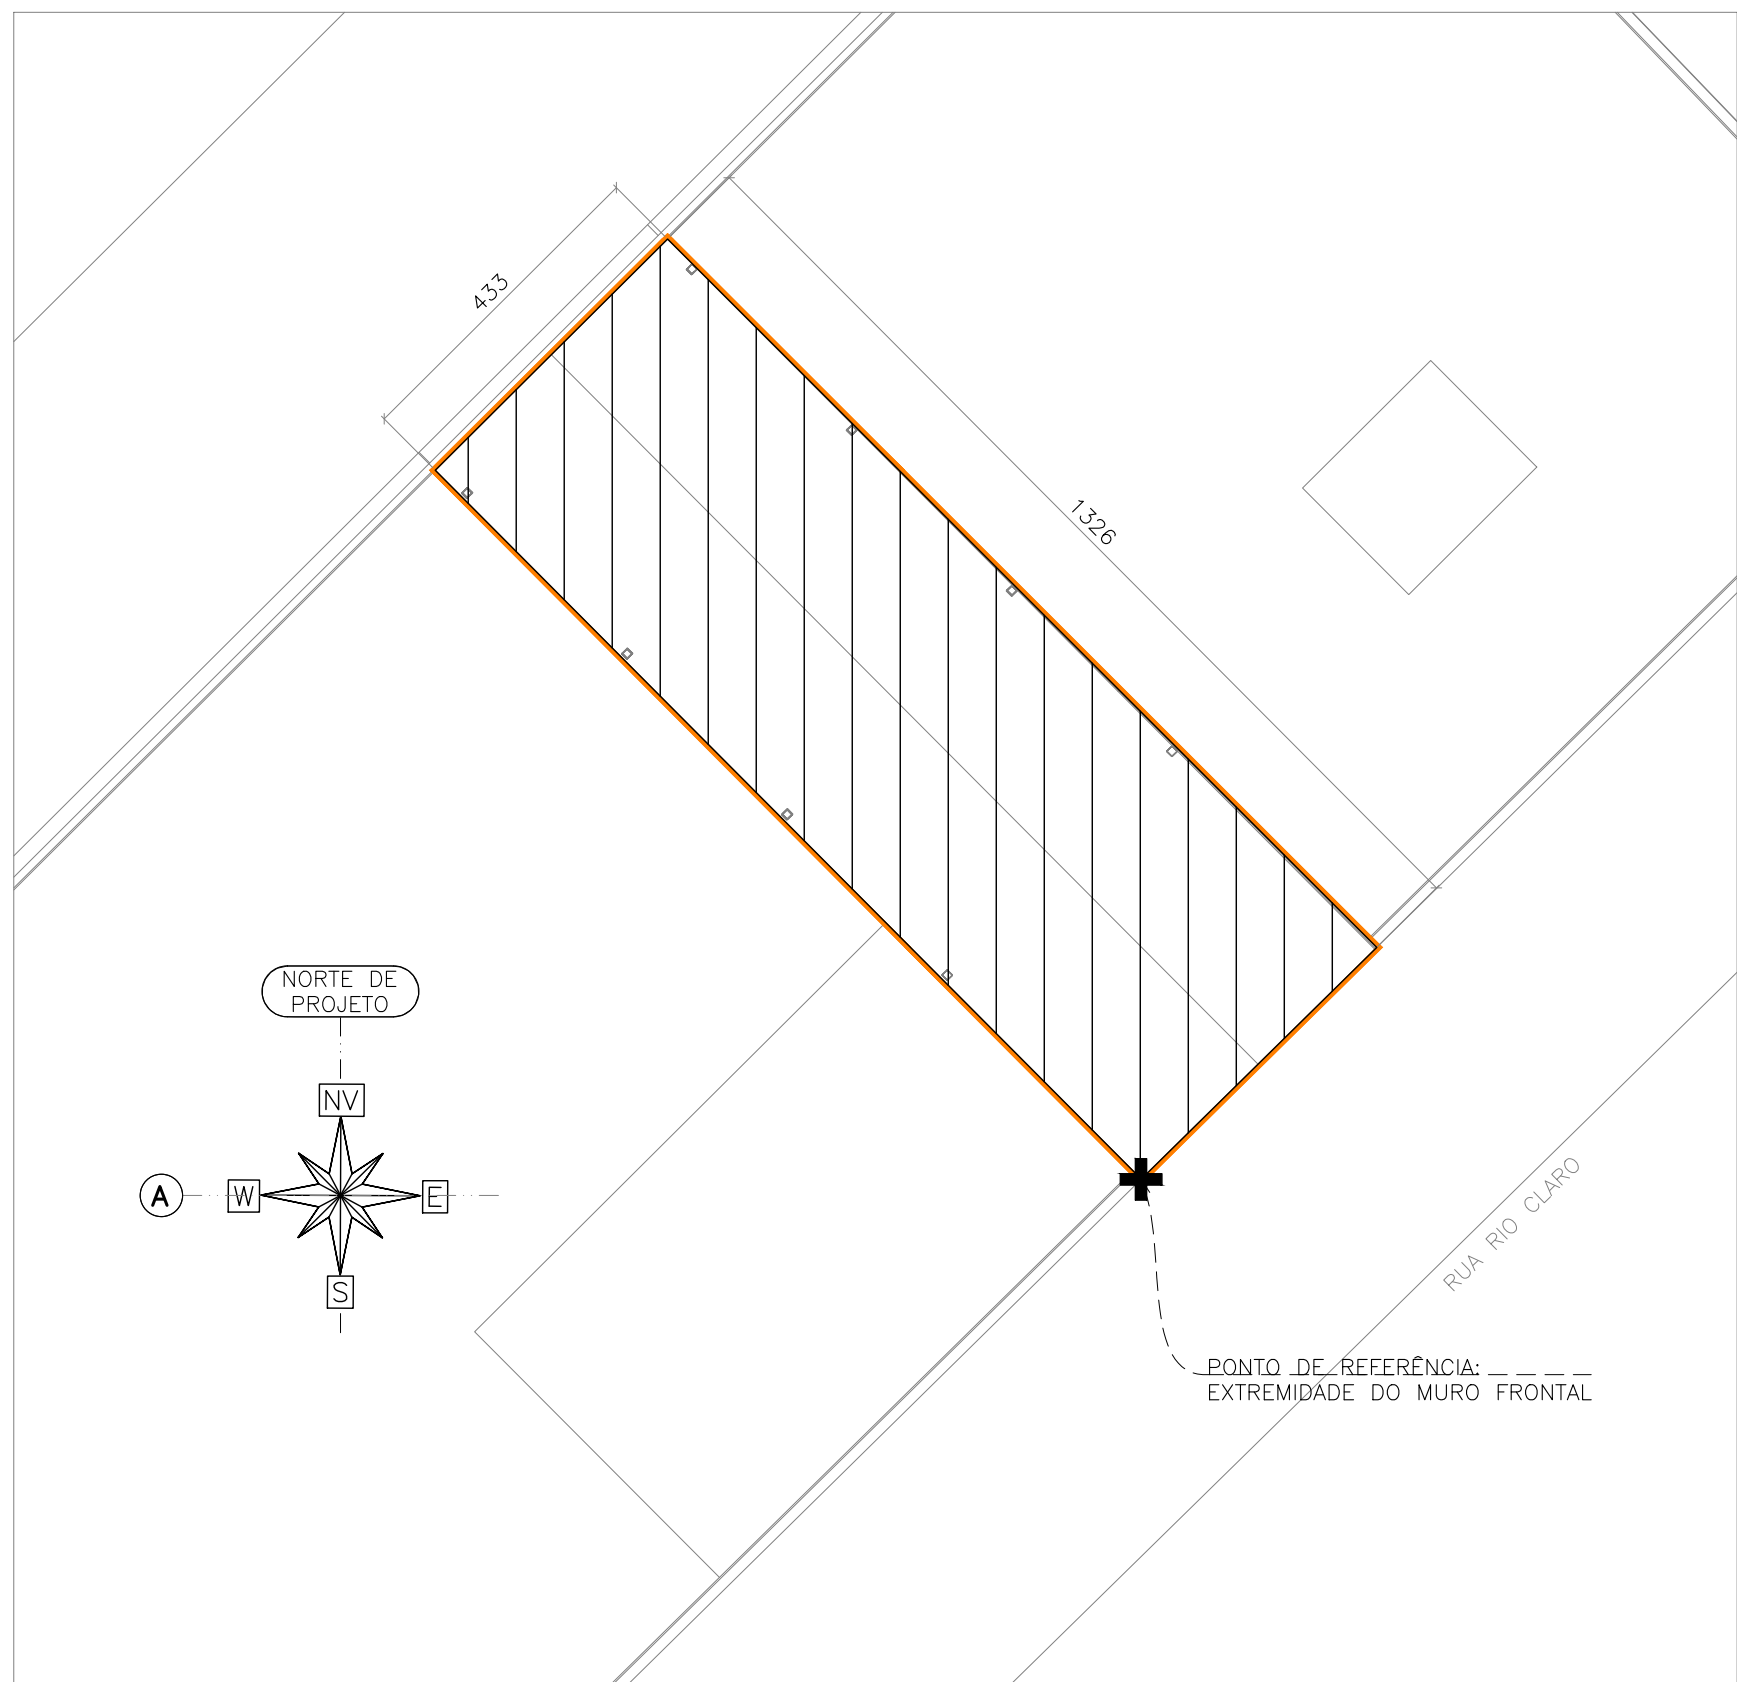 433
1326
NORTE DE
PROJETO
NV
A
W
E
S
RUA RIO CLARO
PONTO DE REFERÊNCIA:
EXTREMIDADE DO MURO FRONTAL